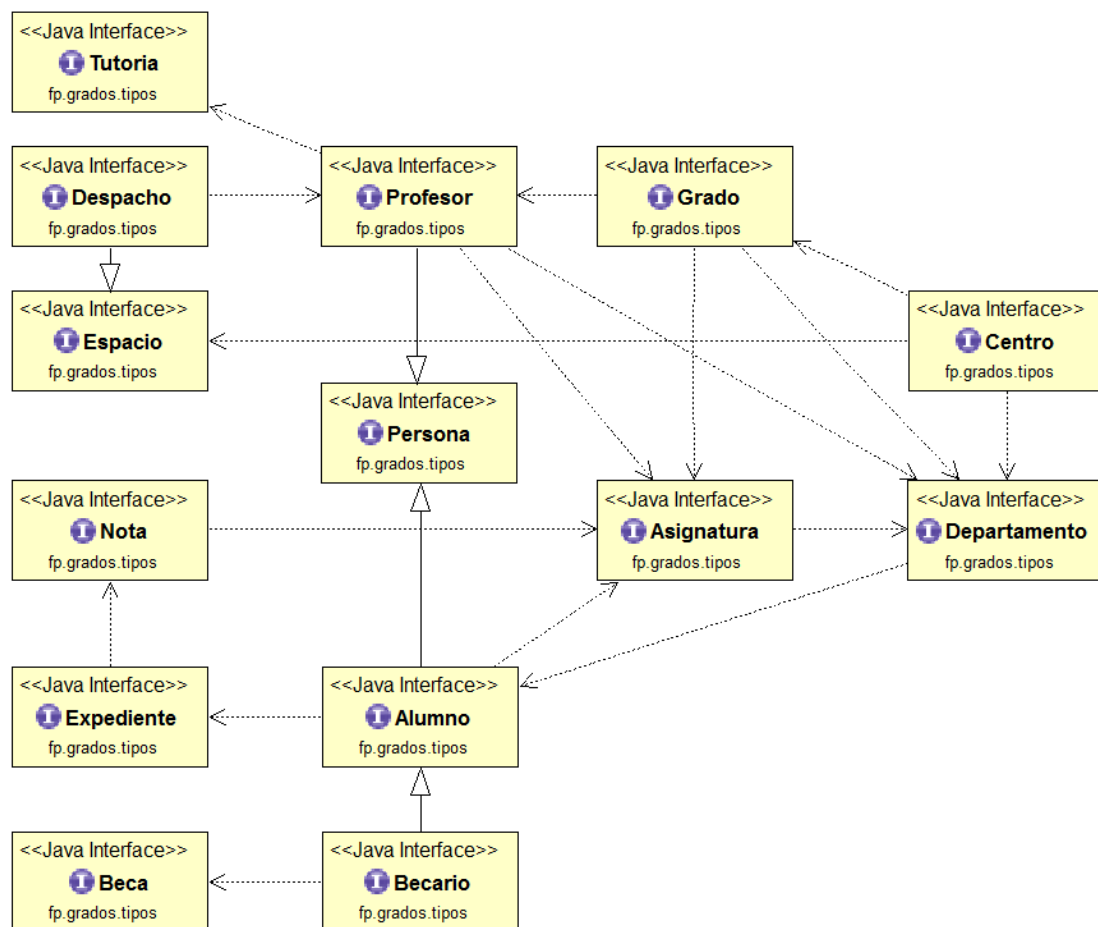 <<Java Interface>>
Tutoria
fp.grados.tipos
<<Java Interface>>
Despacho
fp.grados.tipos
<<Java Interface>>
Profesor
fp.grados.tipos
<<Java Interface>>
Grado
fp.grados.tipos
<<Java Interface>>
Espacio
fp.grados.tipos
<<Java Interface>>
Centro
fp.grados.tipos
<<Java Interface>>
Persona
fp.grados.tipos
<<Java Interface>>
Nota
fp.grados.tipos
<<Java Interface>>
Asignatura
fp.grados.tipos
<<Java Interface>>
Departamento
fp.grados.tipos
<<Java Interface>>
Expediente
fp.grados.tipos
<<Java Interface>>
Alumno
fp.grados.tipos
<<Java Interface>>
Beca
fp.grados.tipos
<<Java Interface>>
Becario
fp.grados.tipos